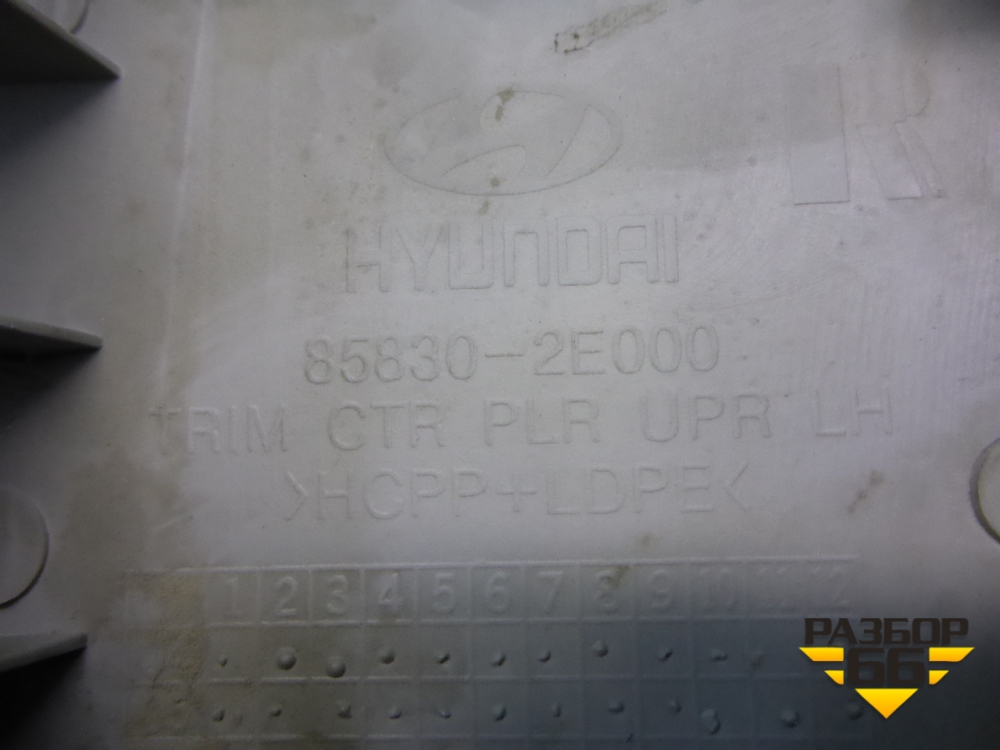 R
HYUNDAI
85830-2E000
TRIM CTR PLR UPR LH
>HCPP+LDPE<
1 2 3 4 5 6 7 8 9 10 11 12
РАЗБОР
66